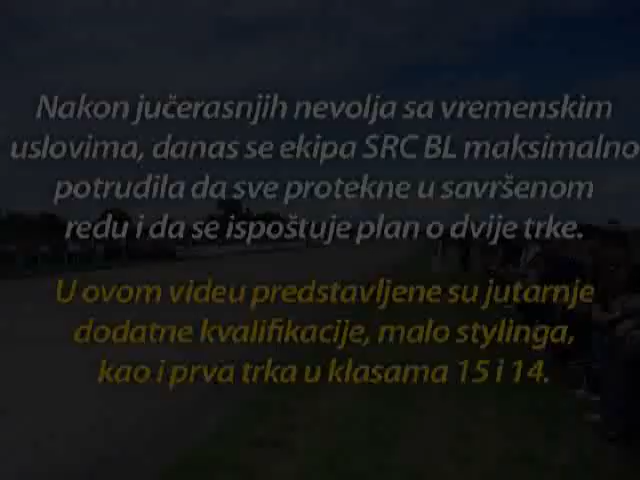 Nakon jučerasnjih nevolja sa vremenskim
uslovima, danas se ekipa SRC BL maksimalno
potrudila da sve protekne u savršenom
redu i da se ispoštuje plan o dvije trke.
U ovom videu predstavljene su jutarnje
dodatne kvalifikacije, malo stylinga,
kao i prva trka u klasama 15 i 14.